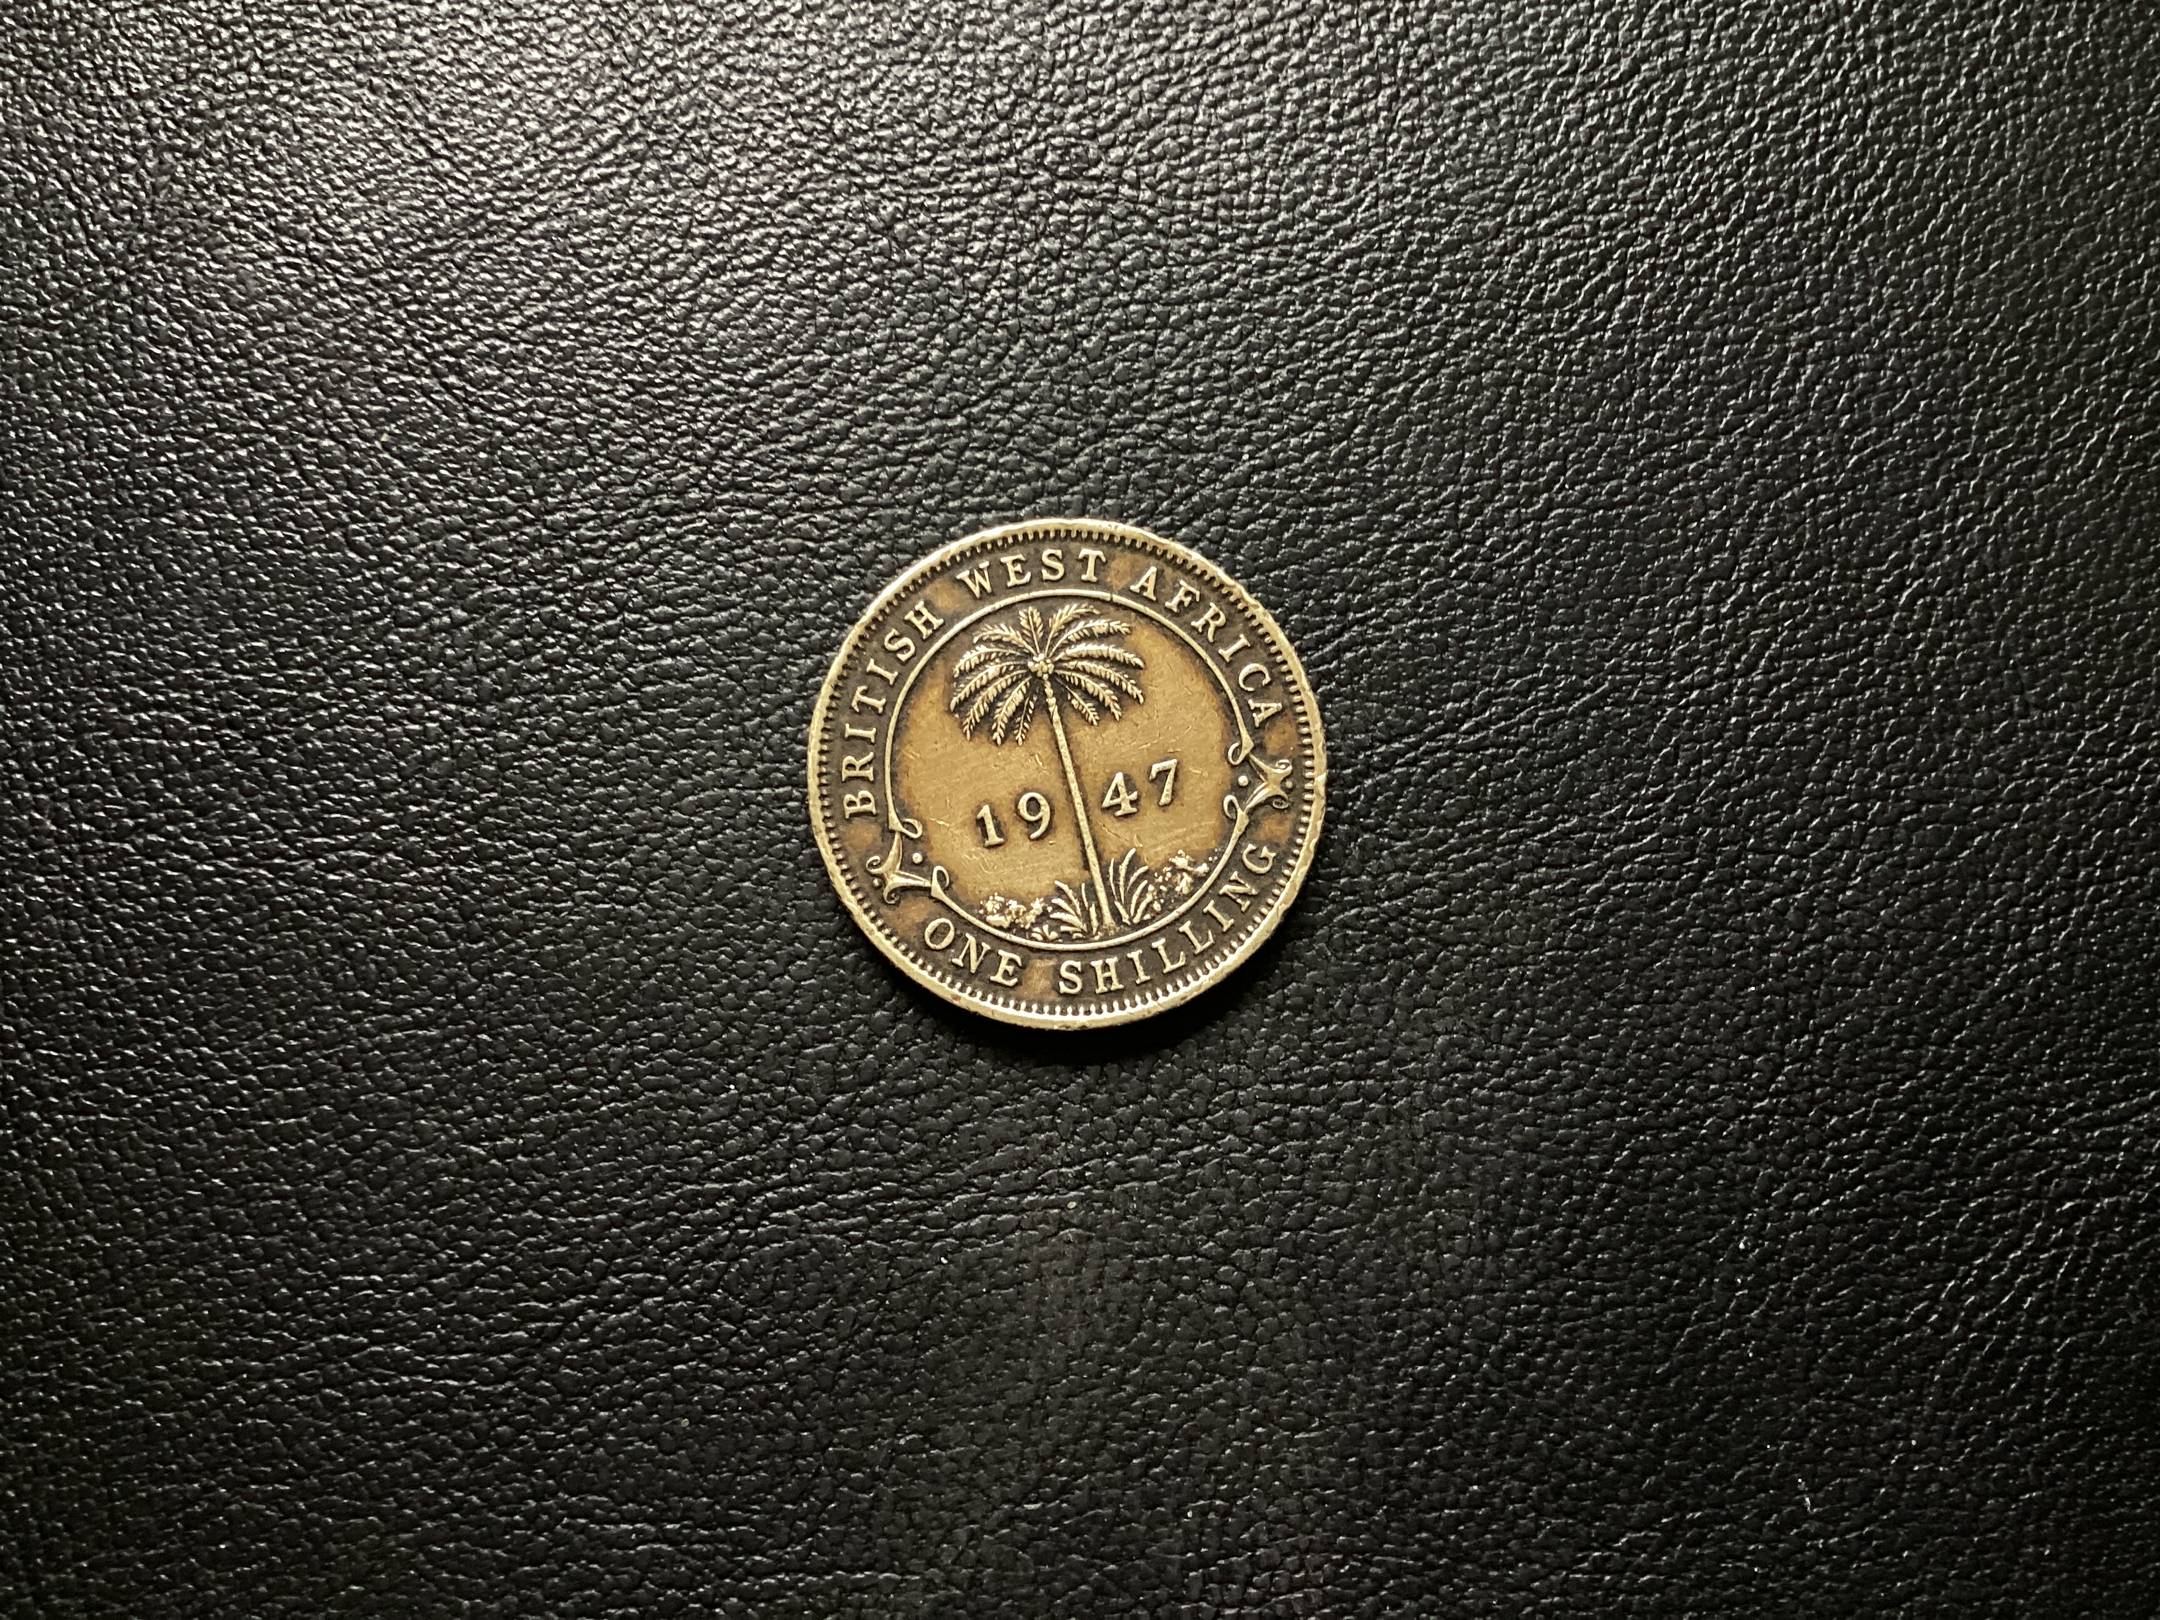 BRITISH WEST AFRICA
1947
ONE SHILLING